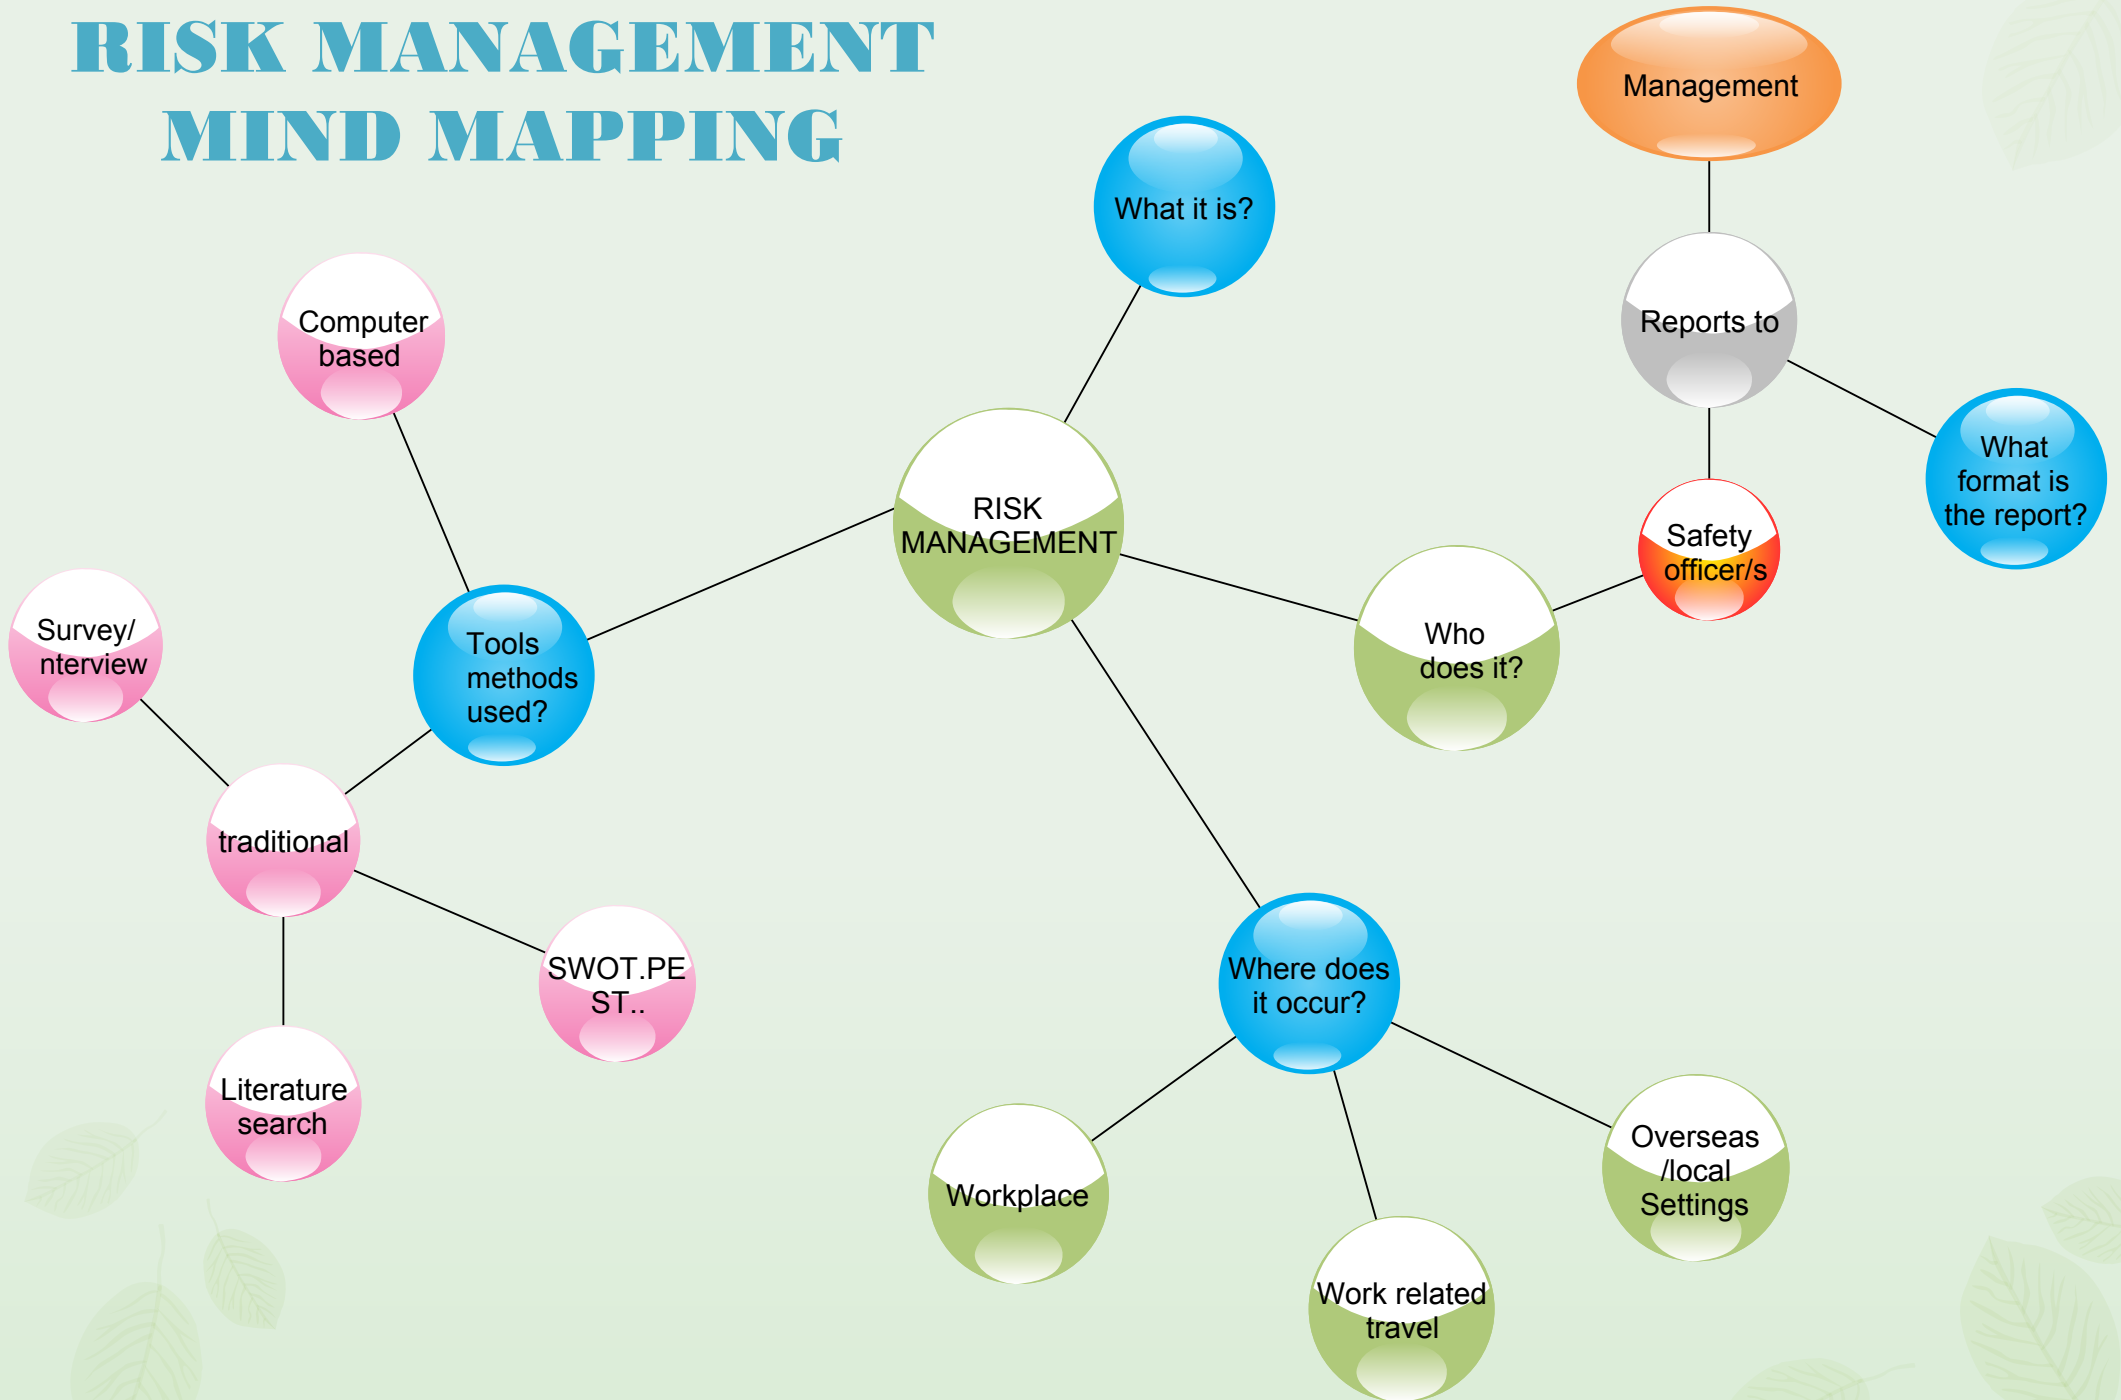 RISK MANAGEMENT
MIND MAPPING
Management
What it is?
Computer
based
Reports to
What
format is
the report?
RISK
MANAGEMENT
Safety
officer/s
Survey/
nterview
Tools
methods
used?
Who
does it?
traditional
SWOT.PE
ST..
Where does
it occur?
Literature
search
Workplace
Overseas
/local
Settings
Work related
travel